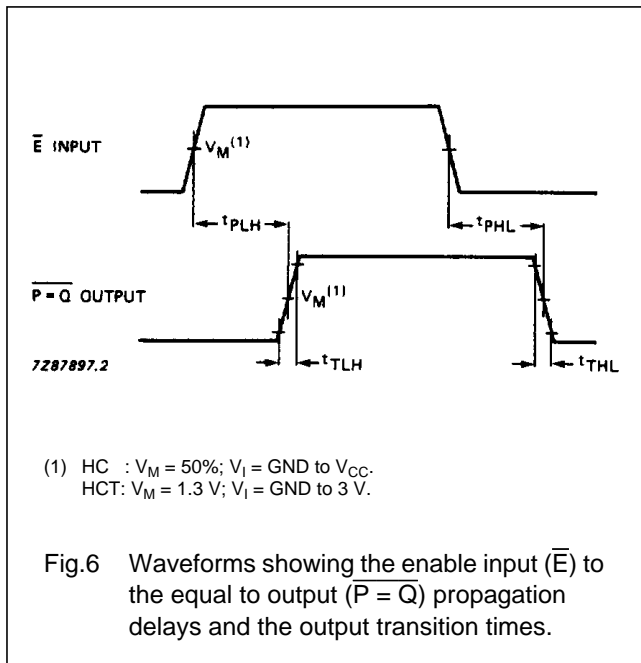 E̅ INPUT
V_M(1)
t_PLH
t_PHL
P̅ ̅=̅ ̅Q̅ OUTPUT
V_M(1)
7Z87897.2
t_TLH
t_THL
(1) HC : V_M = 50%; V_I = GND to V_CC.
HCT: V_M = 1.3 V; V_I = GND to 3 V.
Fig.6 Waveforms showing the enable input (E̅) to
the equal to output (P̅ ̅=̅ ̅Q̅) propagation
delays and the output transition times.